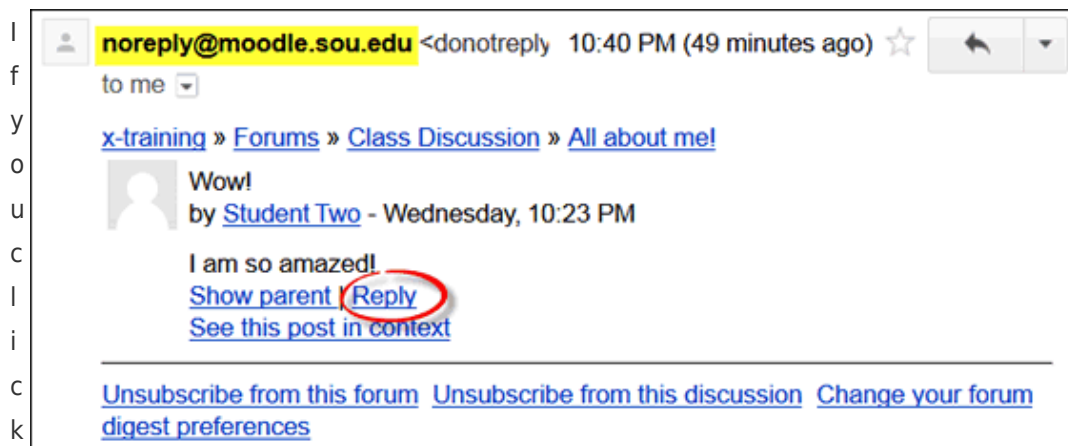 I
f
y
o
u
c
l
i
c
k
noreply@moodle.sou.edu <donotreply 10:40 PM (49 minutes ago)
to me
x-training » Forums » Class Discussion » All about me!
Wow!
by Student Two - Wednesday, 10:23 PM
I am so amazed!
Show parent | Reply
See this post in context
Unsubscribe from this forum Unsubscribe from this discussion Change your forum
digest preferences